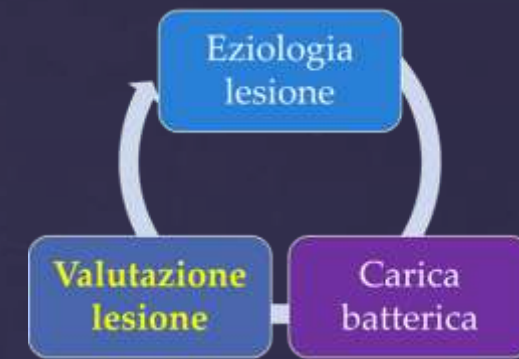 Eziologia
lesione
Valutazione
lesione
Carica
batterica